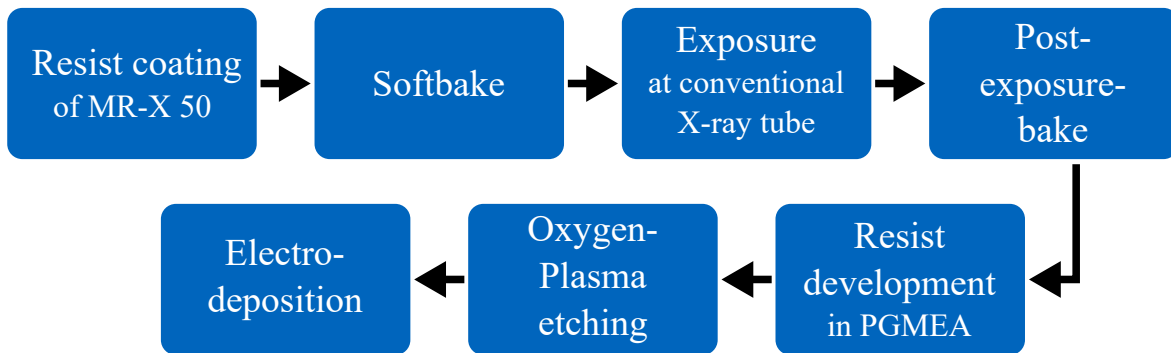 Resist coating
of MR-X 50
Softbake
Exposure
at conventional
X-ray tube
Post-
exposure-
bake
Resist
development
in PGMEA
Oxygen-
Plasma
etching
Electro-
deposition